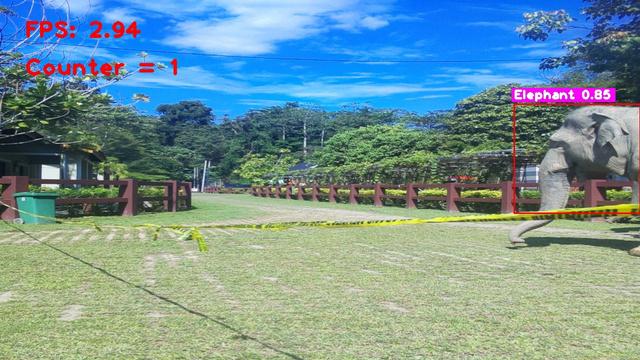 FPS: 2.94
Counter = 1
Elephant 0.85